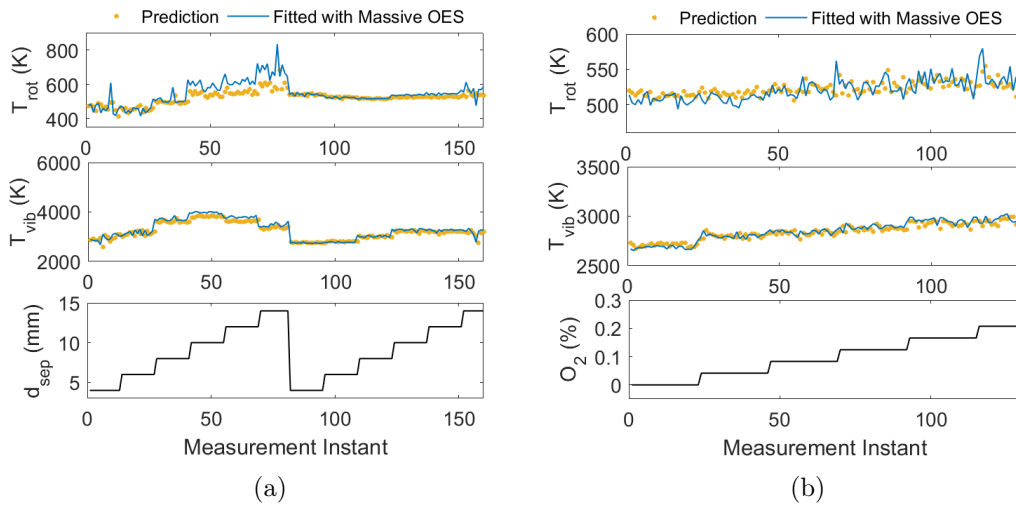 Prediction Fitted with Massive OES
T_rot (K)
800
600
400
0 50 100 150
T_vib (K)
6000
4000
2000
0 50 100 150
d_sep (mm)
15
10
5
0 50 100 150
Measurement Instant
(a)
Prediction Fitted with Massive OES
T_rot (K)
600
550
500
0 50 100
T_vib (K)
3500
3000
2500
0 50 100
O_2 (%)
0.3
0.2
0.1
0
0 50 100
Measurement Instant
(b)